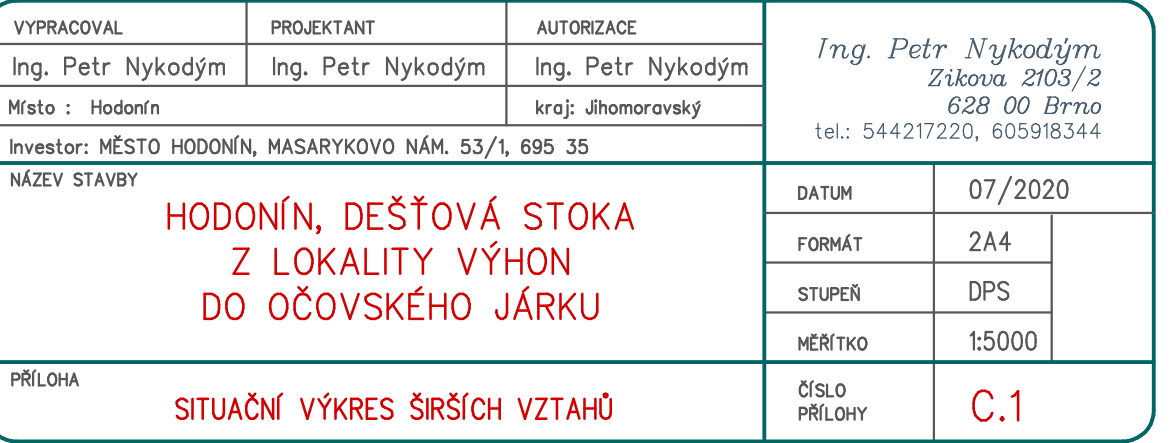 VYPRACOVAL PROJEKTANT AUTORIZACE
Ing. Petr Nykodým Ing. Petr Nykodým Ing. Petr Nykodým
Místo : Hodonín kraj: Jihomoravský
Investor: MĚSTO HODONÍN, MASARYKOVO NÁM. 53/1, 695 35
Ing. Petr Nykodým
Zikova 2103/2
628 00 Brno
tel.: 544217220, 605918344
NÁZEV STAVBY
HODONÍN, DEŠŤOVÁ STOKA
Z LOKALITY VÝHON
DO OČOVSKÉHO JÁRKU
DATUM 07/2020
FORMÁT 2A4
STUPEŇ DPS
MĚŘÍTKO 1:5000
PŘÍLOHA
SITUAČNÍ VÝKRES ŠIRŠÍCH VZTAHŮ
ČÍSLO
PŘÍLOHY C.1